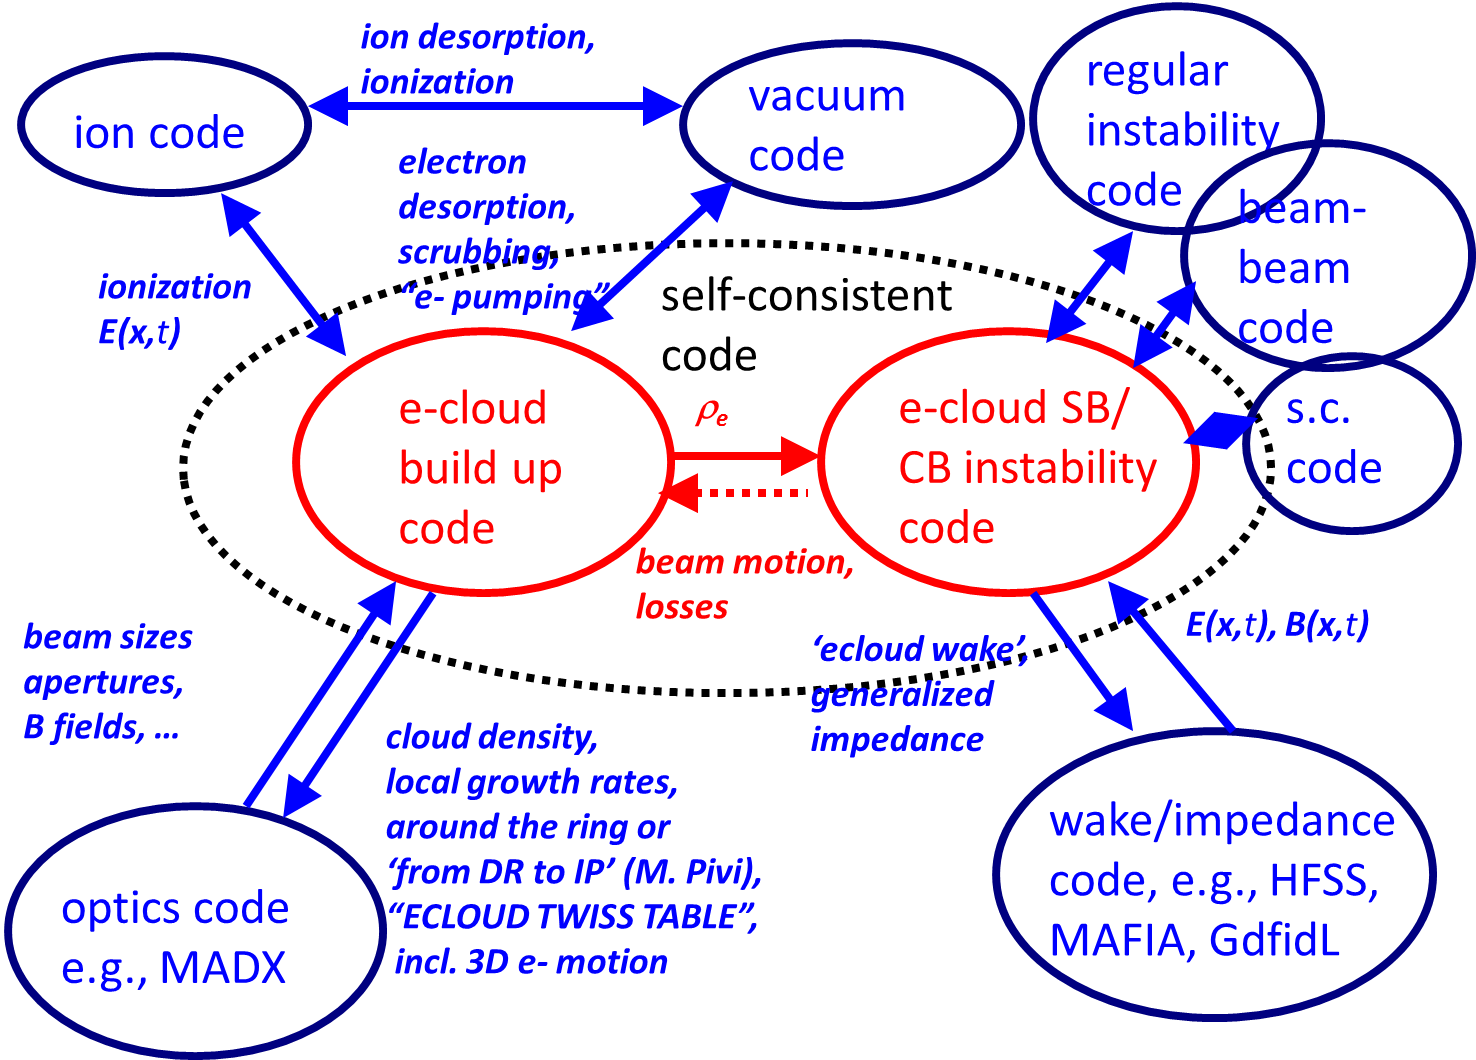 ion desorption,
ionization
ion code
vacuum
code
regular
instability
code
electron
desorption,
scrubbing,
“e- pumping”
beam-
beam
code
ionization
E(x,t)
self-consistent
code
e-cloud
build up
code
ρe
e-cloud SB/
CB instability
code
s.c.
code
beam motion,
losses
beam sizes
apertures,
B fields, …
‘ecloud wake’,
generalized
impedance
E(x,t), B(x,t)
cloud density,
local growth rates,
around the ring or
‘from DR to IP’ (M. Pivi),
“ECLOUD TWISS TABLE”,
incl. 3D e- motion
optics code
e.g., MADX
wake/impedance
code, e.g., HFSS,
MAFIA, GdfidL